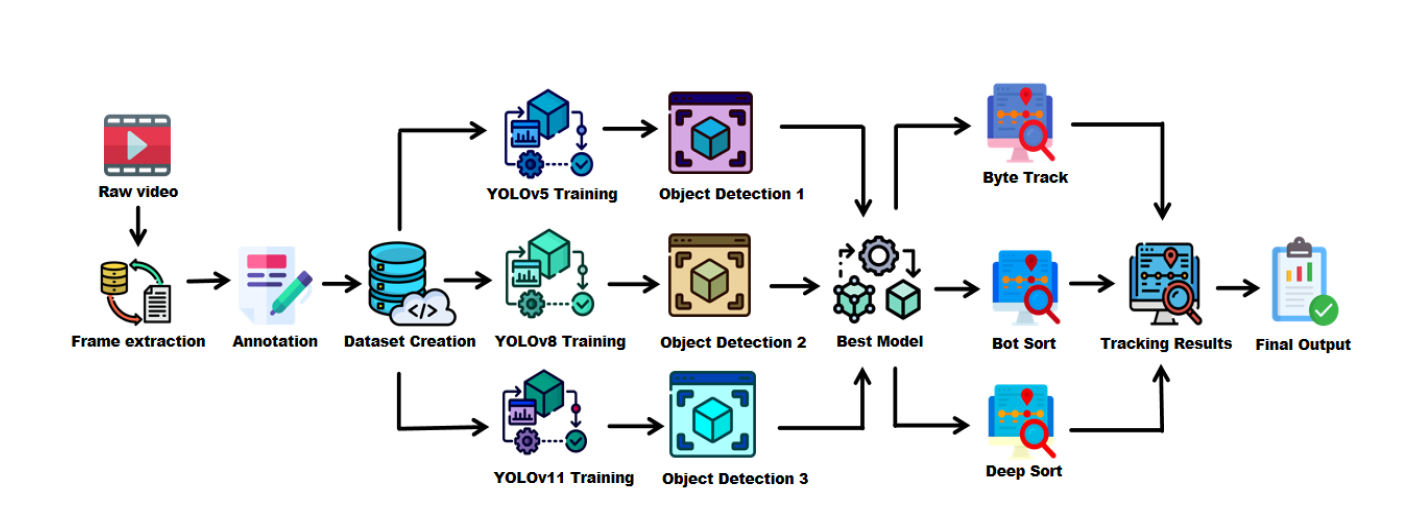 Raw video
Frame extraction
Annotation
Dataset Creation
YOLOv5 Training
Object Detection 1
YOLOv8 Training
Object Detection 2
YOLOv11 Training
Object Detection 3
Best Model
Byte Track
Bot Sort
Deep Sort
Tracking Results
Final Output